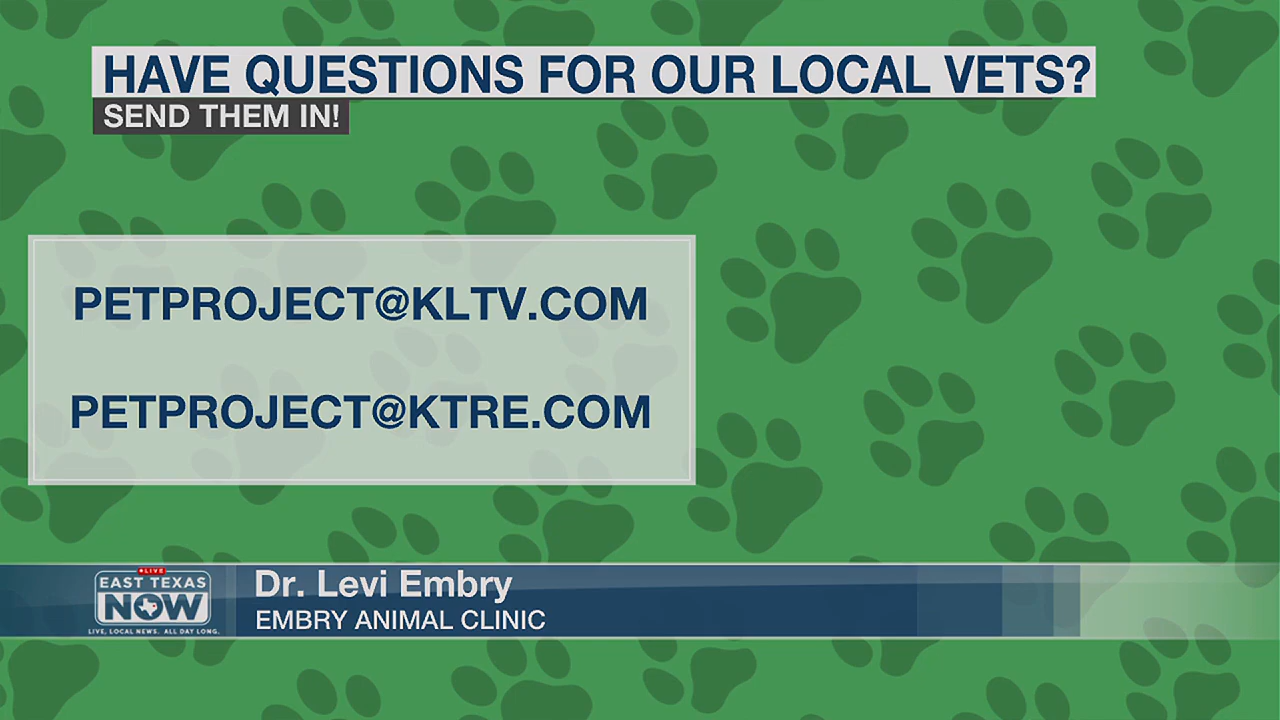 HAVE QUESTIONS FOR OUR LOCAL VETS?
SEND THEM IN!
PETPROJECT@KLTV.COM
PETPROJECT@KTRE.COM
LIVE
EAST TEXAS
NOW
LIVE, LOCAL NEWS. ALL DAY LONG.
Dr. Levi Embry
EMBRY ANIMAL CLINIC